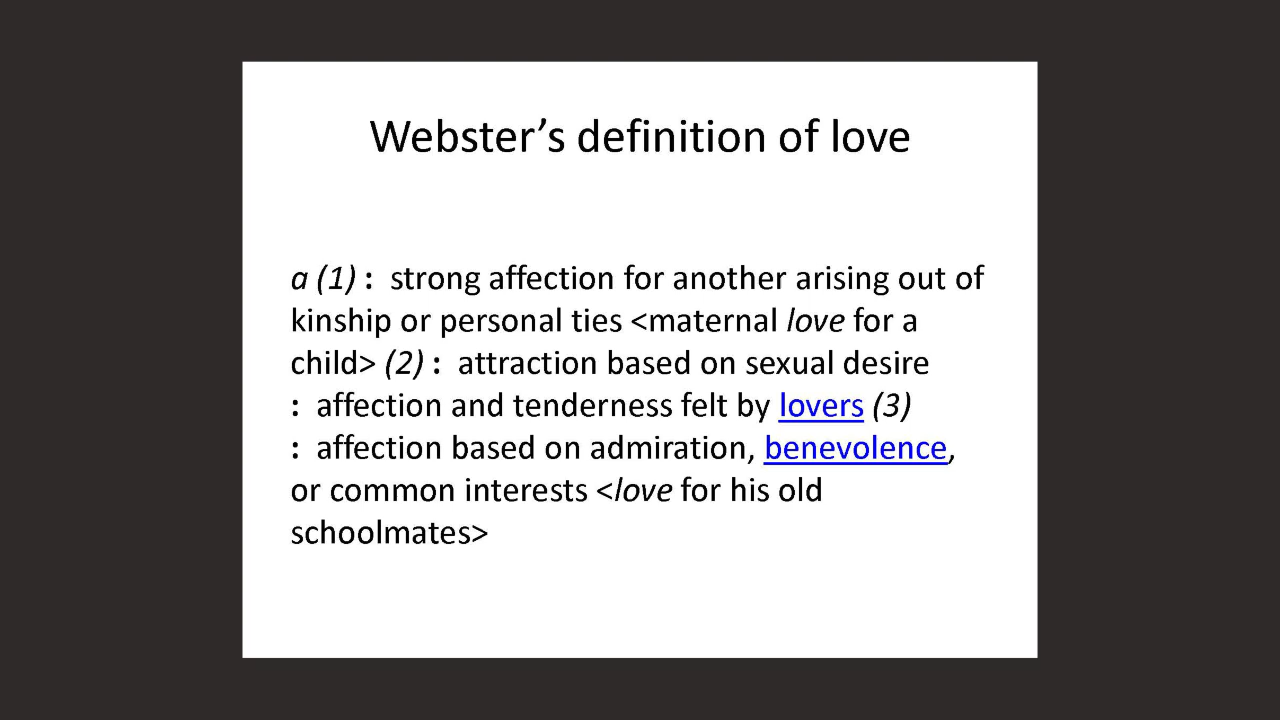 Webster’s definition of love
a (1) :  strong affection for another arising out of
kinship or personal ties <maternal love for a
child> (2) :  attraction based on sexual desire
:  affection and tenderness felt by lovers (3)
:  affection based on admiration, benevolence,
or common interests <love for his old
schoolmates>